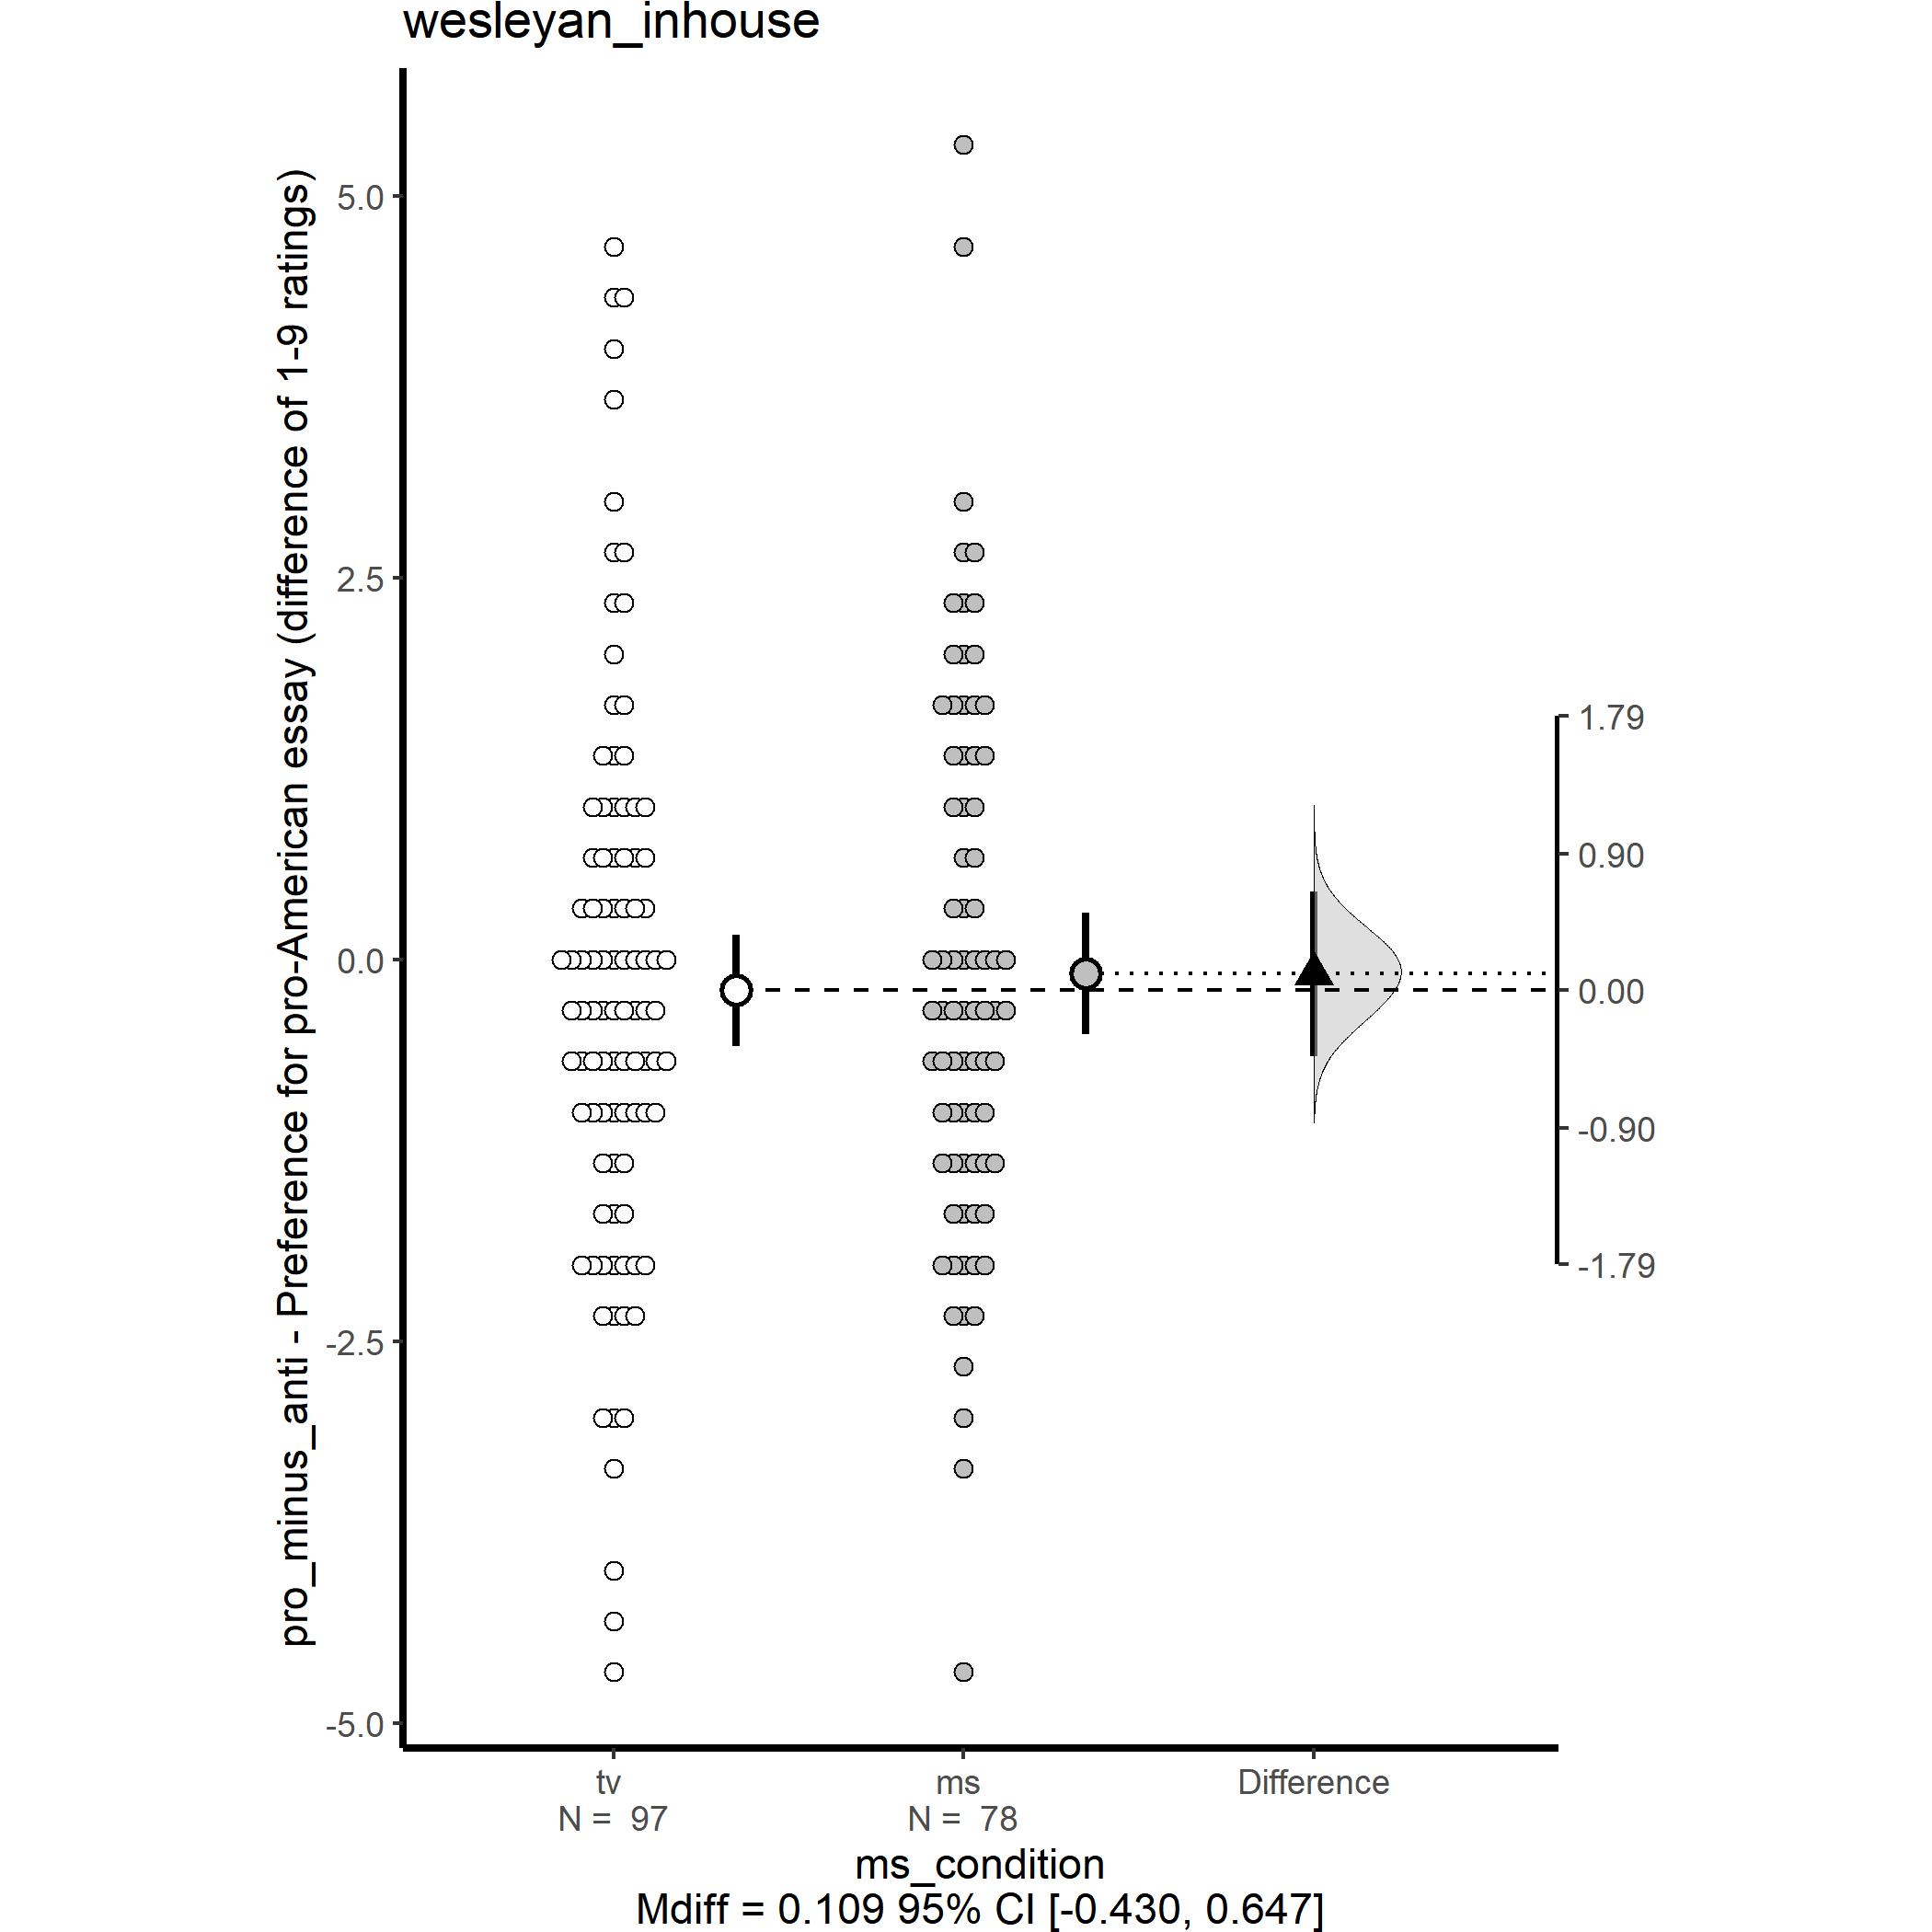 wesleyan_inhouse
pro_minus_anti - Preference for pro-American essay (difference of 1-9 ratings)
5.0
2.5
0.0
-2.5
-5.0
1.79
0.90
0.00
-0.90
-1.79
tv
N =  97
ms
N =  78
Difference
ms_condition
Mdiff = 0.109 95% CI [-0.430, 0.647]